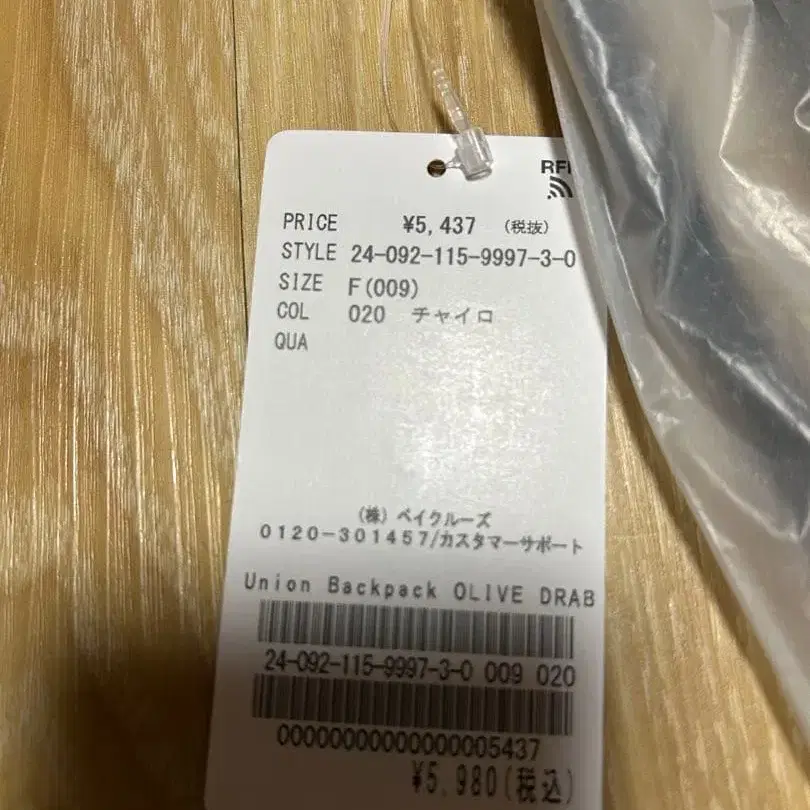 RFI
PRICE ¥5,437 (税抜)
STYLE 24-092-115-9997-3-0
SIZE F(009)
COL 020 チャイロ
QUA
(株) ベイクルーズ
0120-301457/カスタマーサポート
Union Backpack OLIVE DRAB
24-092-115-9997-3-0 009 020
00000000000000005437
¥5,980(税込)